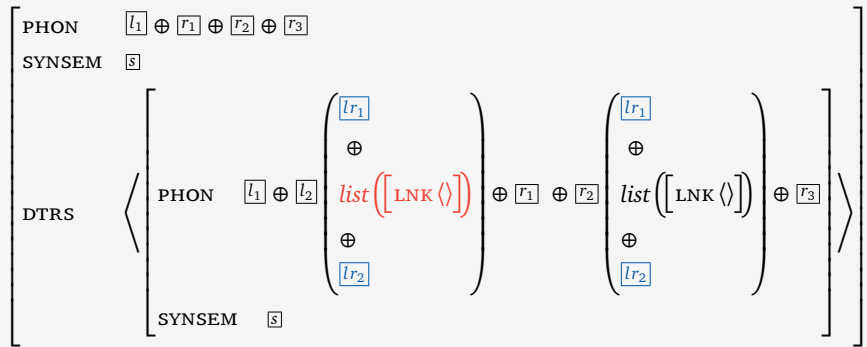 PHON l₁ ⊕ r₁ ⊕ r₂ ⊕ r₃
SYNSEM s
DTRS ⟨ [ PHON l₁ ⊕ l₂ ( lr₁ ⊕ list([LNK ⟨⟩]) ⊕ lr₂ ) ⊕ r₁ ⊕ r₂ ( lr₁ ⊕ list([LNK ⟨⟩]) ⊕ lr₂ ) ⊕ r₃
SYNSEM s ] ⟩